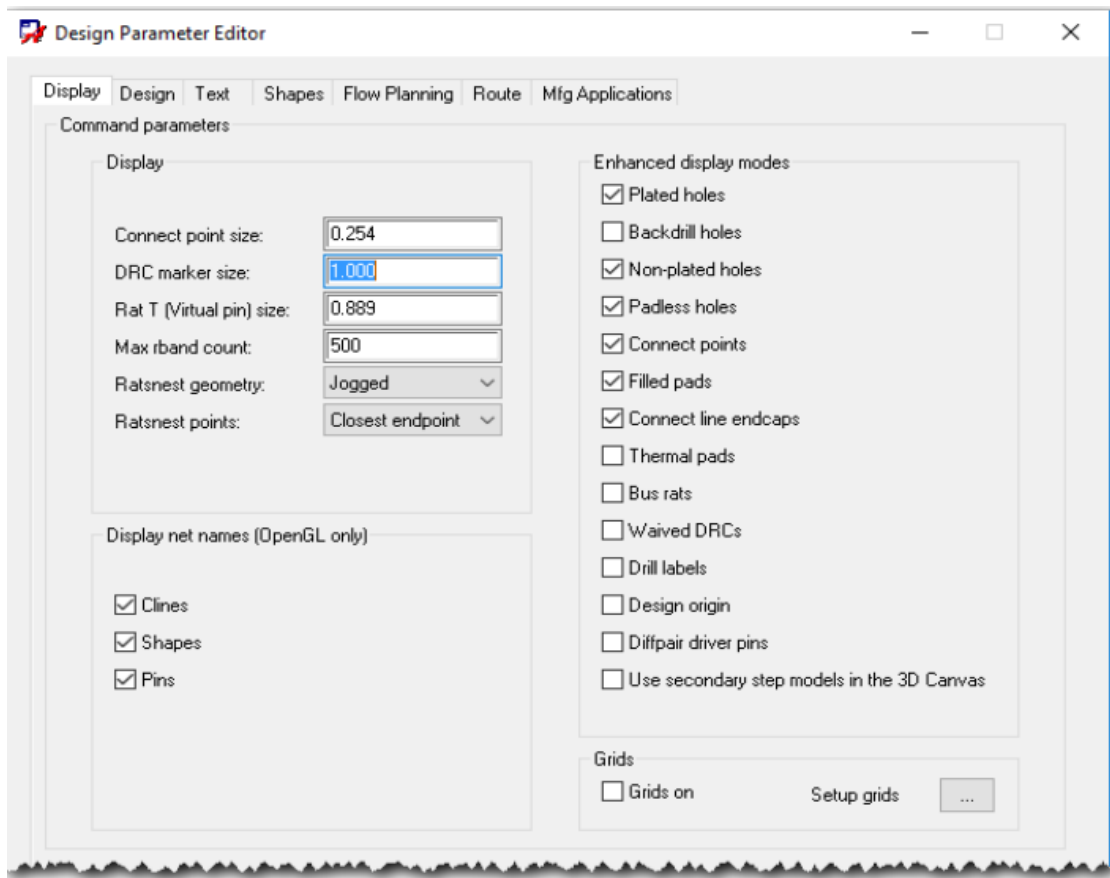 Design Parameter Editor
Display Design Text Shapes Flow Planning Route Mfg Applications
Command parameters
Display
Connect point size: 0.254
DRC marker size: 1.000
Rat T (Virtual pin) size: 0.889
Max rband count: 500
Ratsnest geometry: Jogged
Ratsnest points: Closest endpoint
Display net names (OpenGL only)
Clines
Shapes
Pins
Enhanced display modes
Plated holes
Backdrill holes
Non-plated holes
Padless holes
Connect points
Filled pads
Connect line endcaps
Thermal pads
Bus rats
Waived DRCs
Drill labels
Design origin
Diffpair driver pins
Use secondary step models in the 3D Canvas
Grids
Grids on Setup grids ...